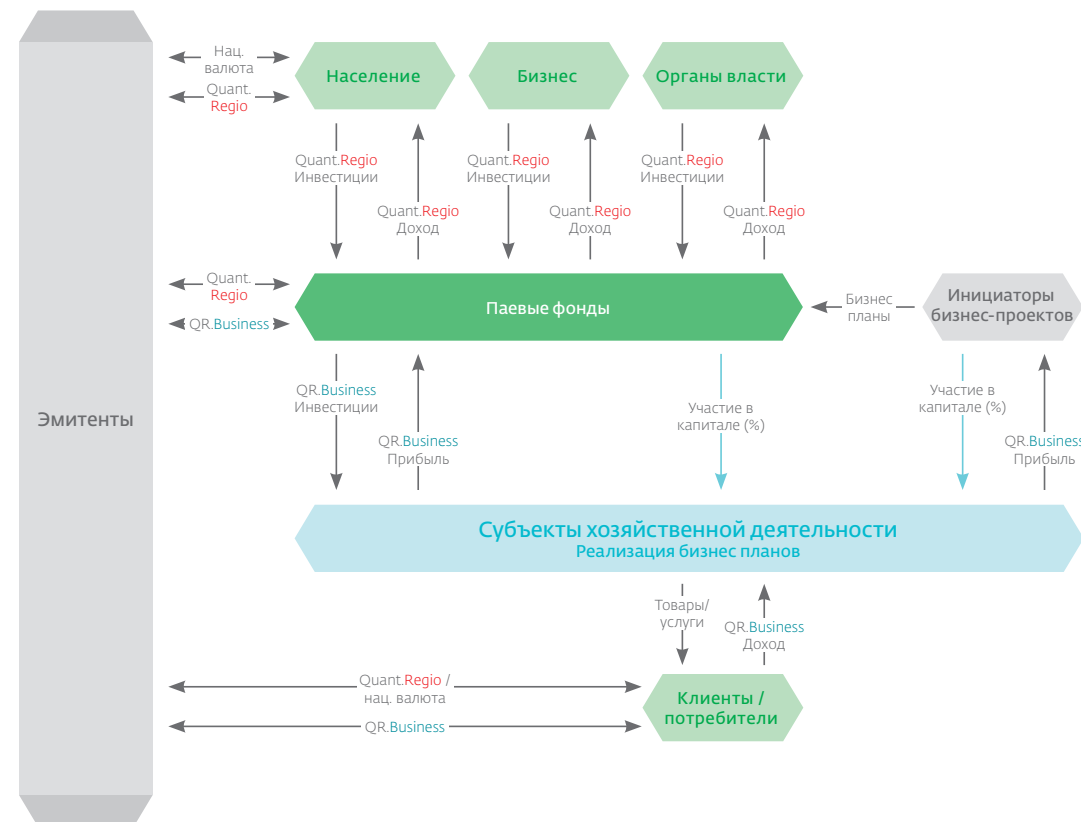 Нац.
валюта
Quant.
Regio
Население
Бизнес
Органы власти
Quant.Regio
Инвестиции
Quant.Regio
Доход
Quant.Regio
Инвестиции
Quant.Regio
Доход
Quant.Regio
Инвестиции
Quant.Regio
Доход
Quant.
Regio
QR.Business
Паевые фонды
Бизнес
планы
Инициаторы
бизнес-проектов
Эмитенты
QR.Business
Инвестиции
QR.Business
Прибыль
Участие в
капитале (%)
Участие в
капитале (%)
QR.Business
Прибыль
Субъекты хозяйственной деятельности
Реализация бизнес планов
Товары/
услуги
QR.Business
Доход
Quant.Regio /
нац. валюта
QR.Business
Клиенты /
потребители